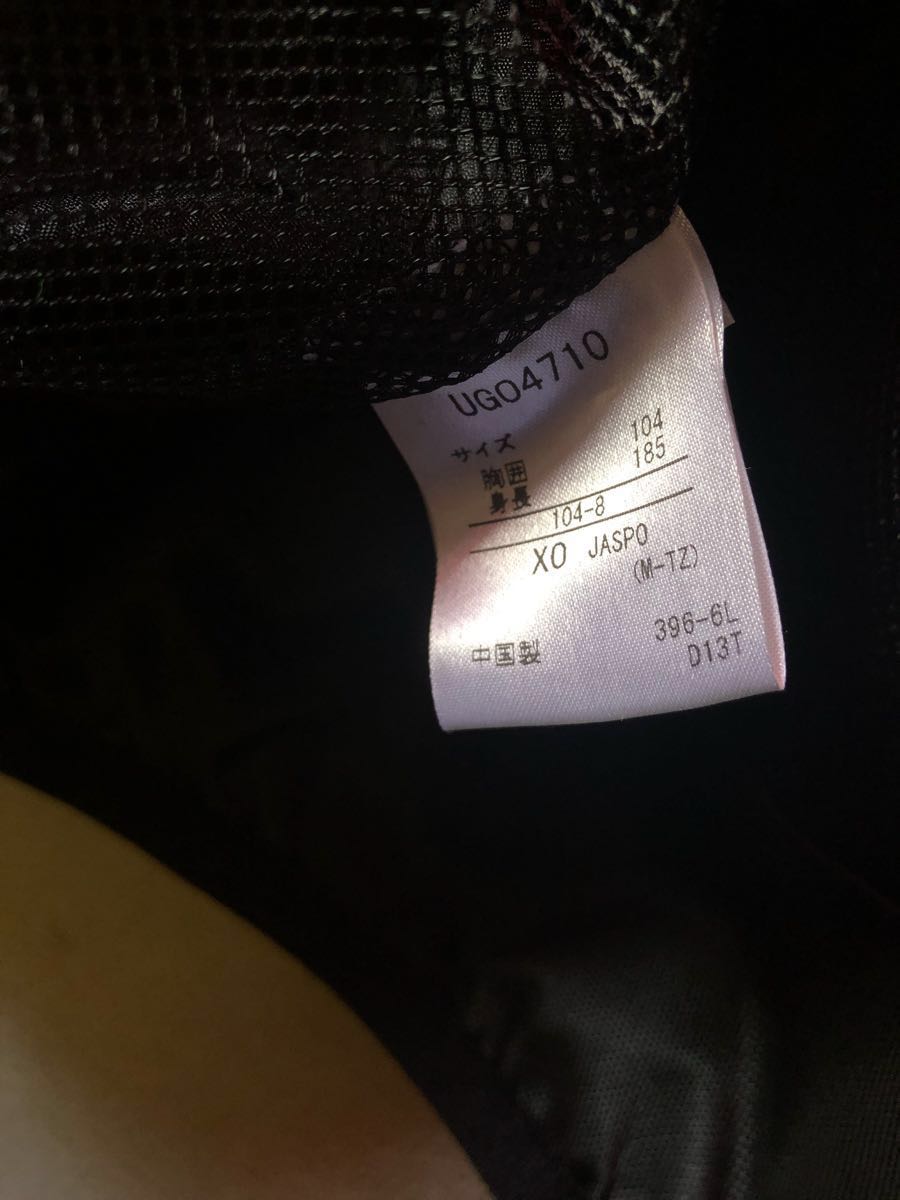 UGO4710
サイズ
胸囲 104
身長 185
104-8
XO JASPO
(M-TZ)
396-6L
中国製 D13T